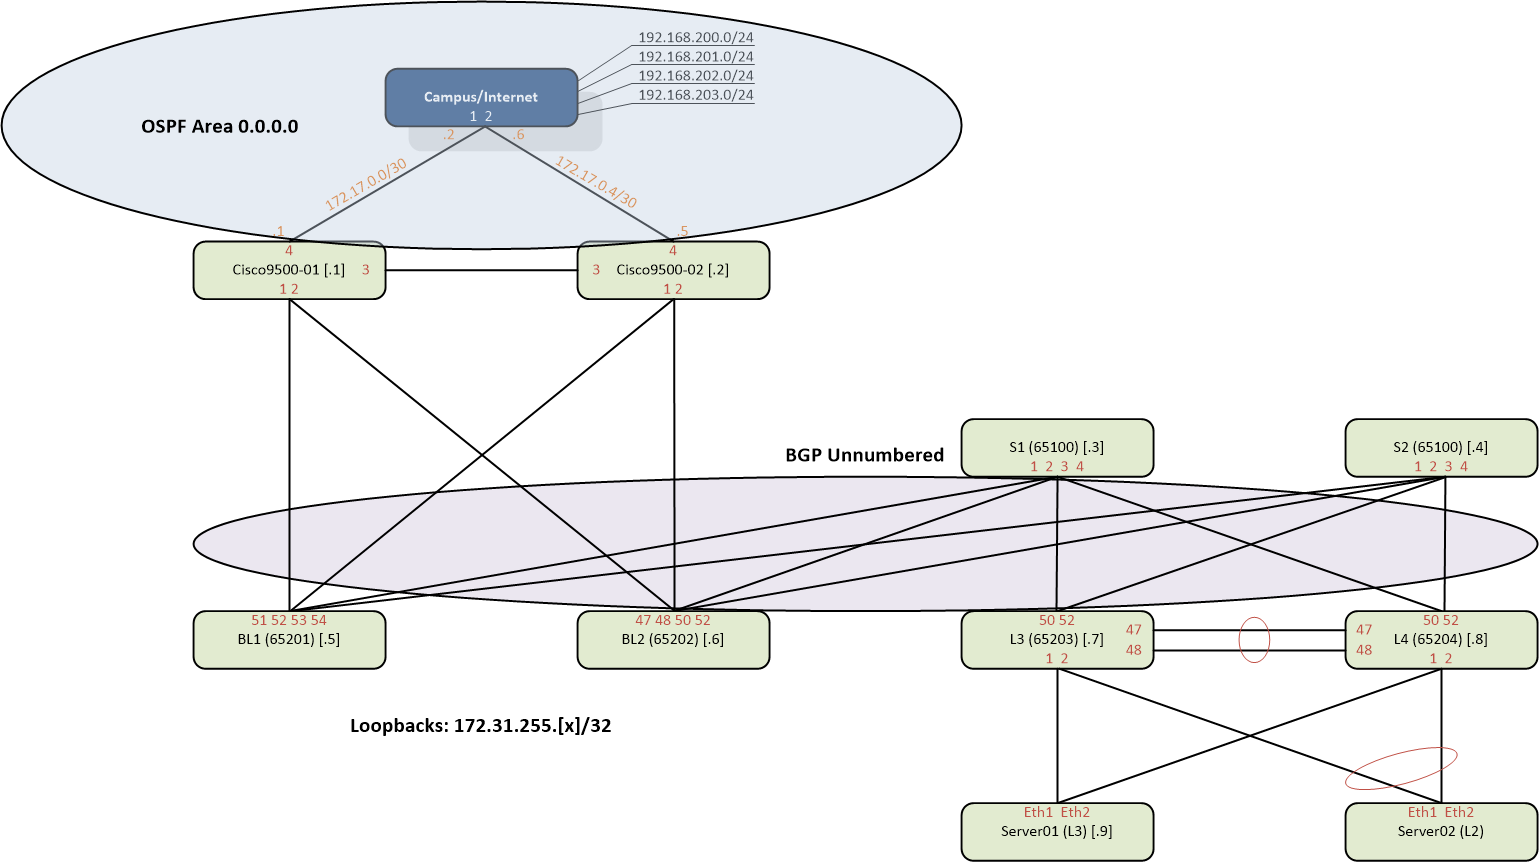 192.168.200.0/24
192.168.201.0/24
192.168.202.0/24
192.168.203.0/24
Campus/Internet
1 2
OSPF Area 0.0.0.0
.2 .6
172.17.0.0/30
172.17.0.4/30
.1 .5
4
Cisco9500-01 [.1] 3
1 2
4
3 Cisco9500-02 [.2]
1 2
BGP Unnumbered
S1 (65100) [.3]
1 2 3 4
S2 (65100) [.4]
1 2 3 4
51 52 53 54
BL1 (65201) [.5]
47 48 50 52
BL2 (65202) [.6]
50 52
L3 (65203) [.7]
47
48
1 2
50 52
47
L4 (65204) [.8]
48
1 2
Loopbacks: 172.31.255.[x]/32
Eth1 Eth2
Server01 (L3) [.9]
Eth1 Eth2
Server02 (L2)